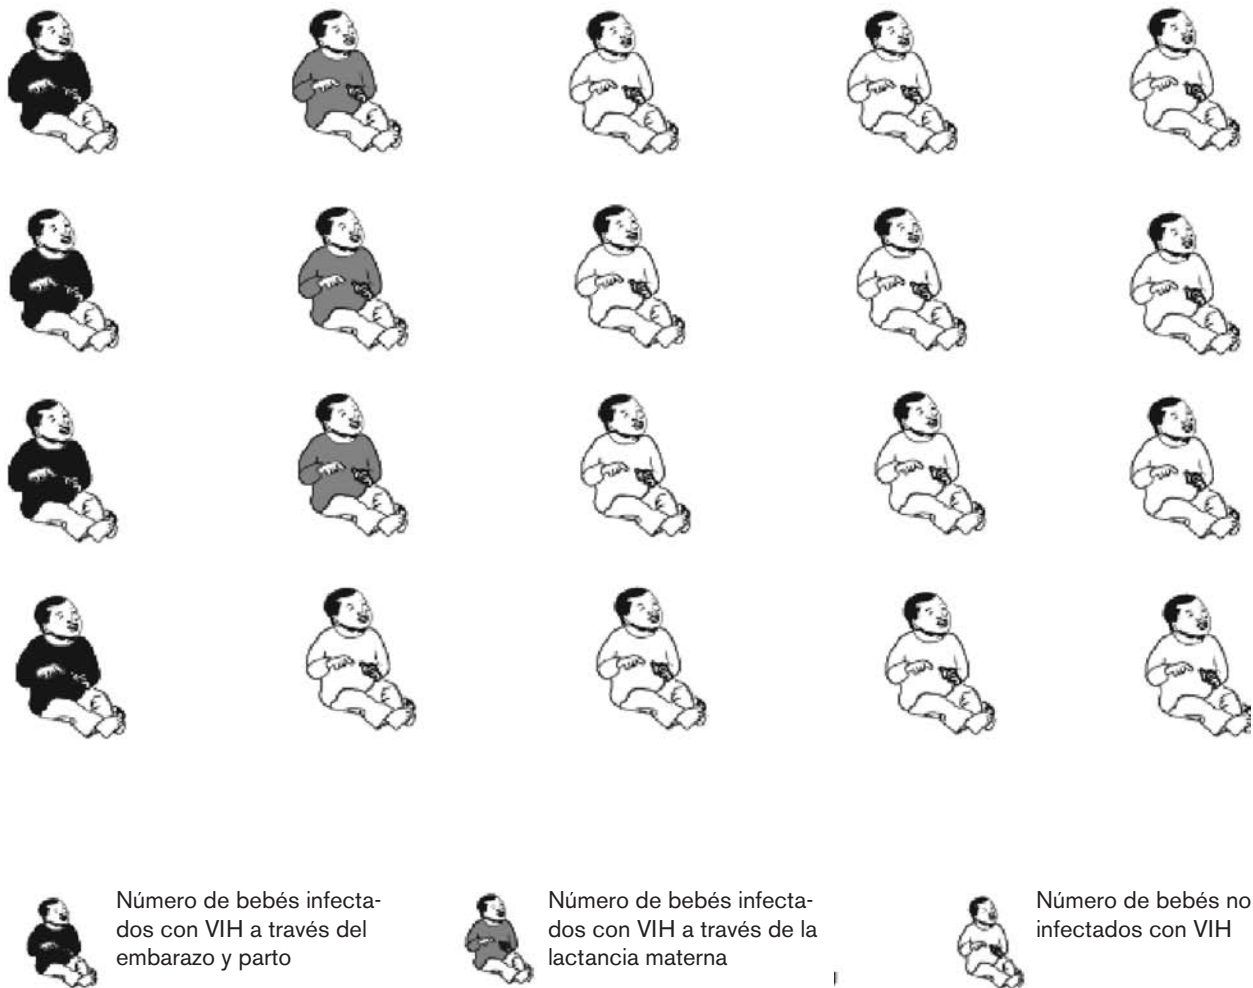 Número de bebés infecta-
dos con VIH a través del
embarazo y parto
Número de bebés infecta-
dos con VIH a través de la
lactancia materna
Número de bebés no
infectados con VIH